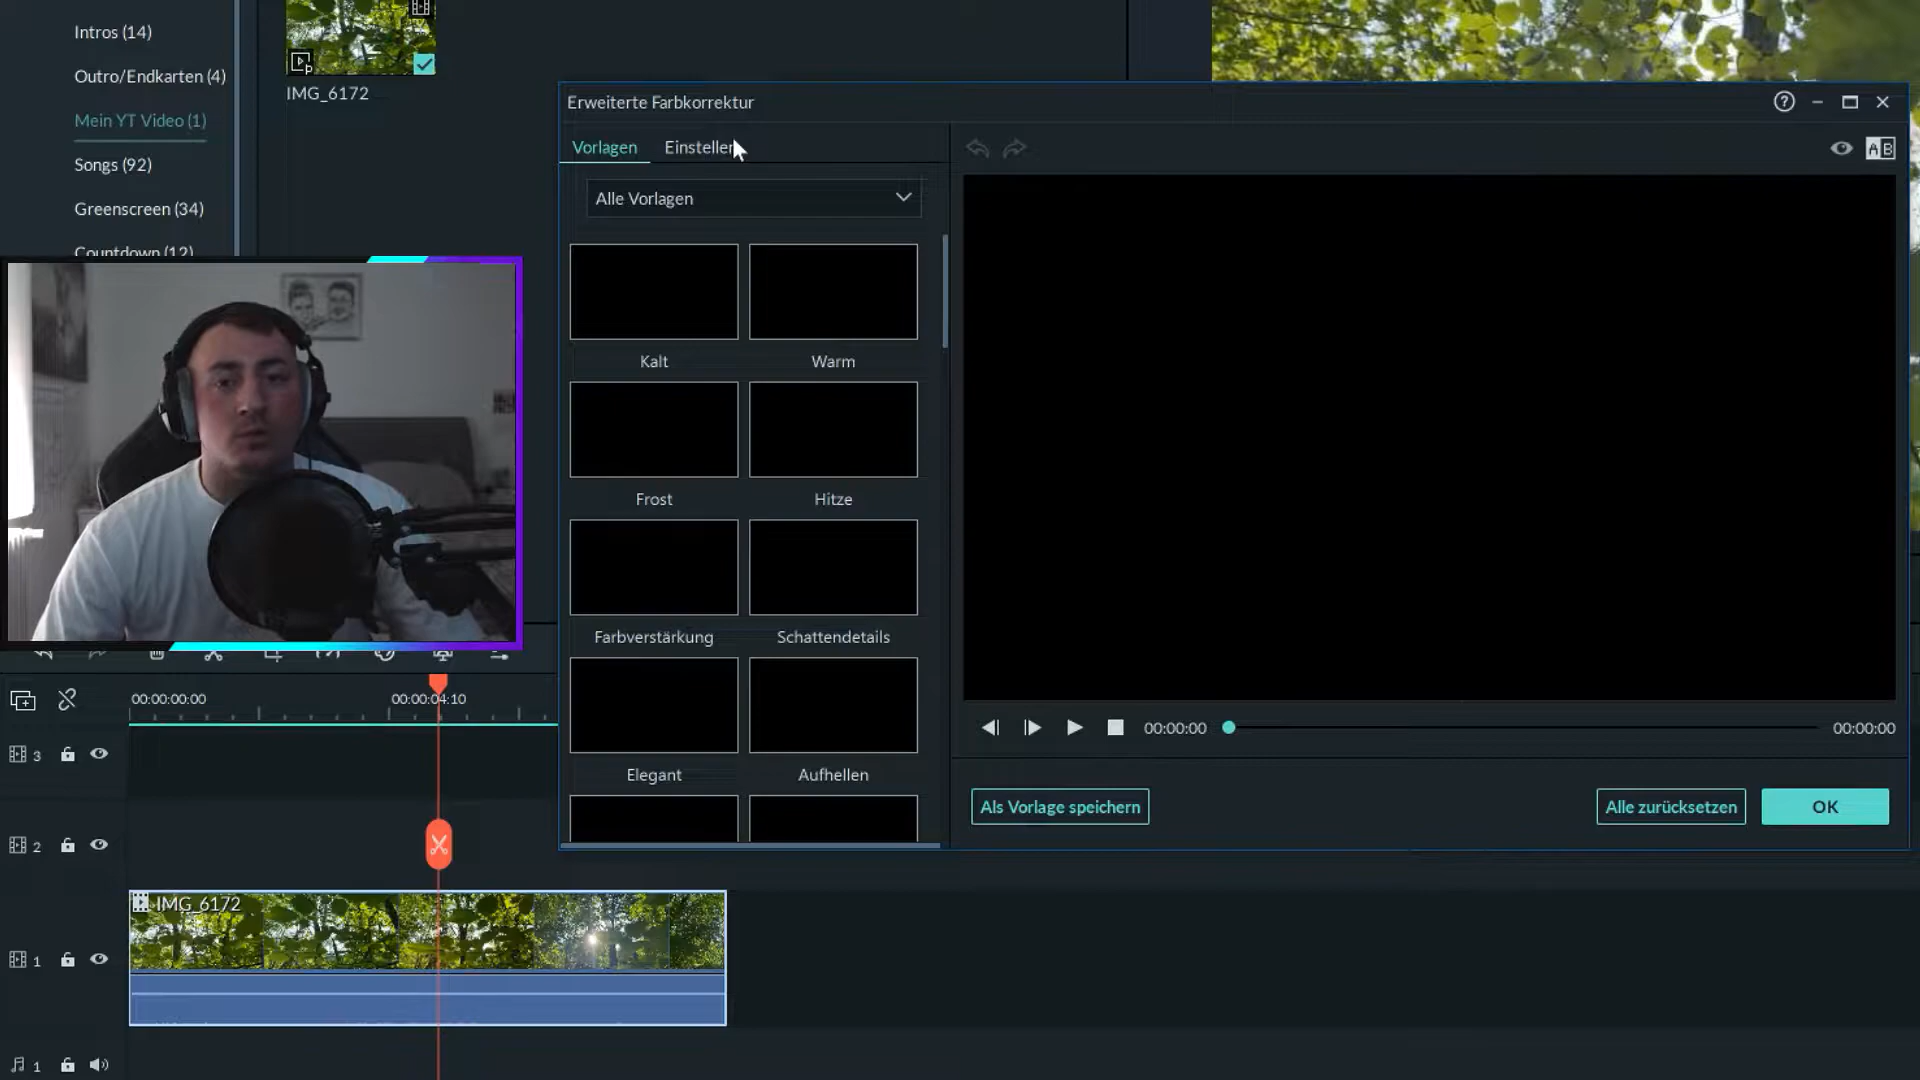 Intros (14)
Outro/Endkarten (4)
Mein YT Video (1)
Songs (92)
Greenscreen (34)
Countdown (12)
IMG_6172
Erweiterte Farbkorrektur
Vorlagen
Einstellen
Alle Vorlagen
Kalt
Warm
Frost
Hitze
Farbverstärkung
Schattendetails
Elegant
Aufhellen
A B
00:00:00
00:00:00
Als Vorlage speichern
Alle zurücksetzen
OK
00:00:00:00
00:00:04:10
3
2
IMG_6172
1
1